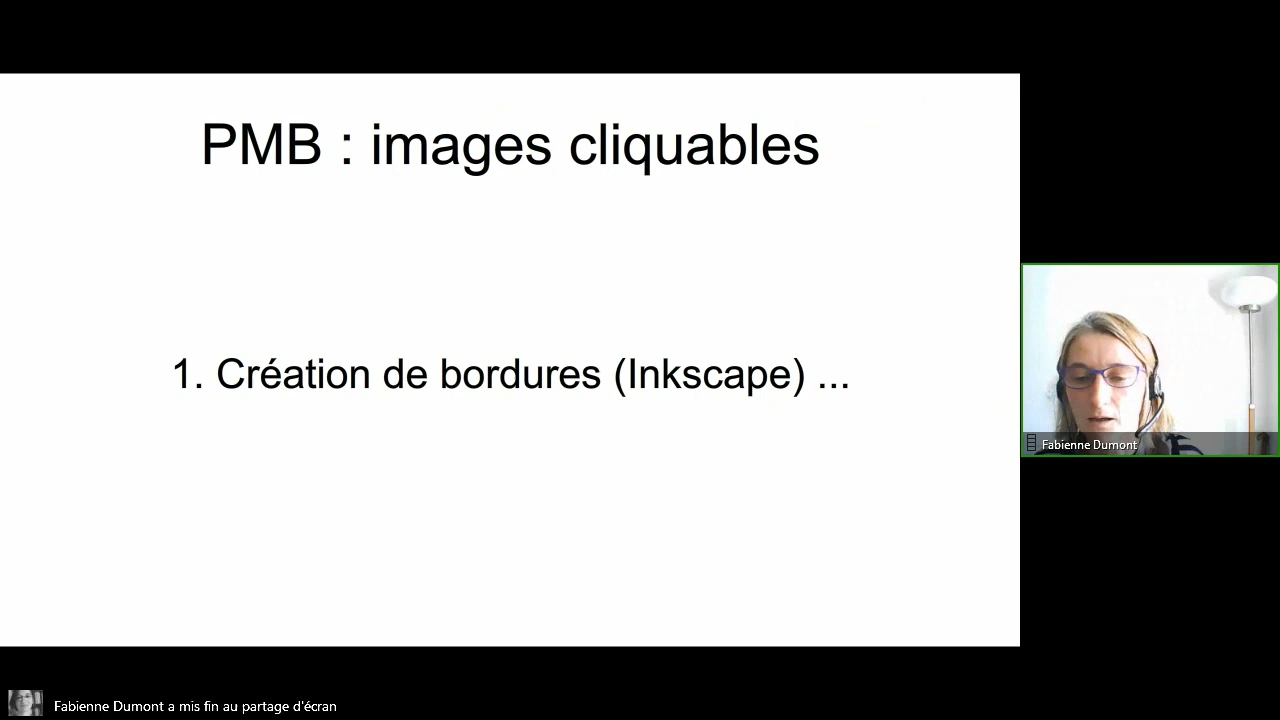 PMB : images cliquables
1. Création de bordures (Inkscape) ...
Fabienne Dumont
Fabienne Dumont a mis fin au partage d'écran